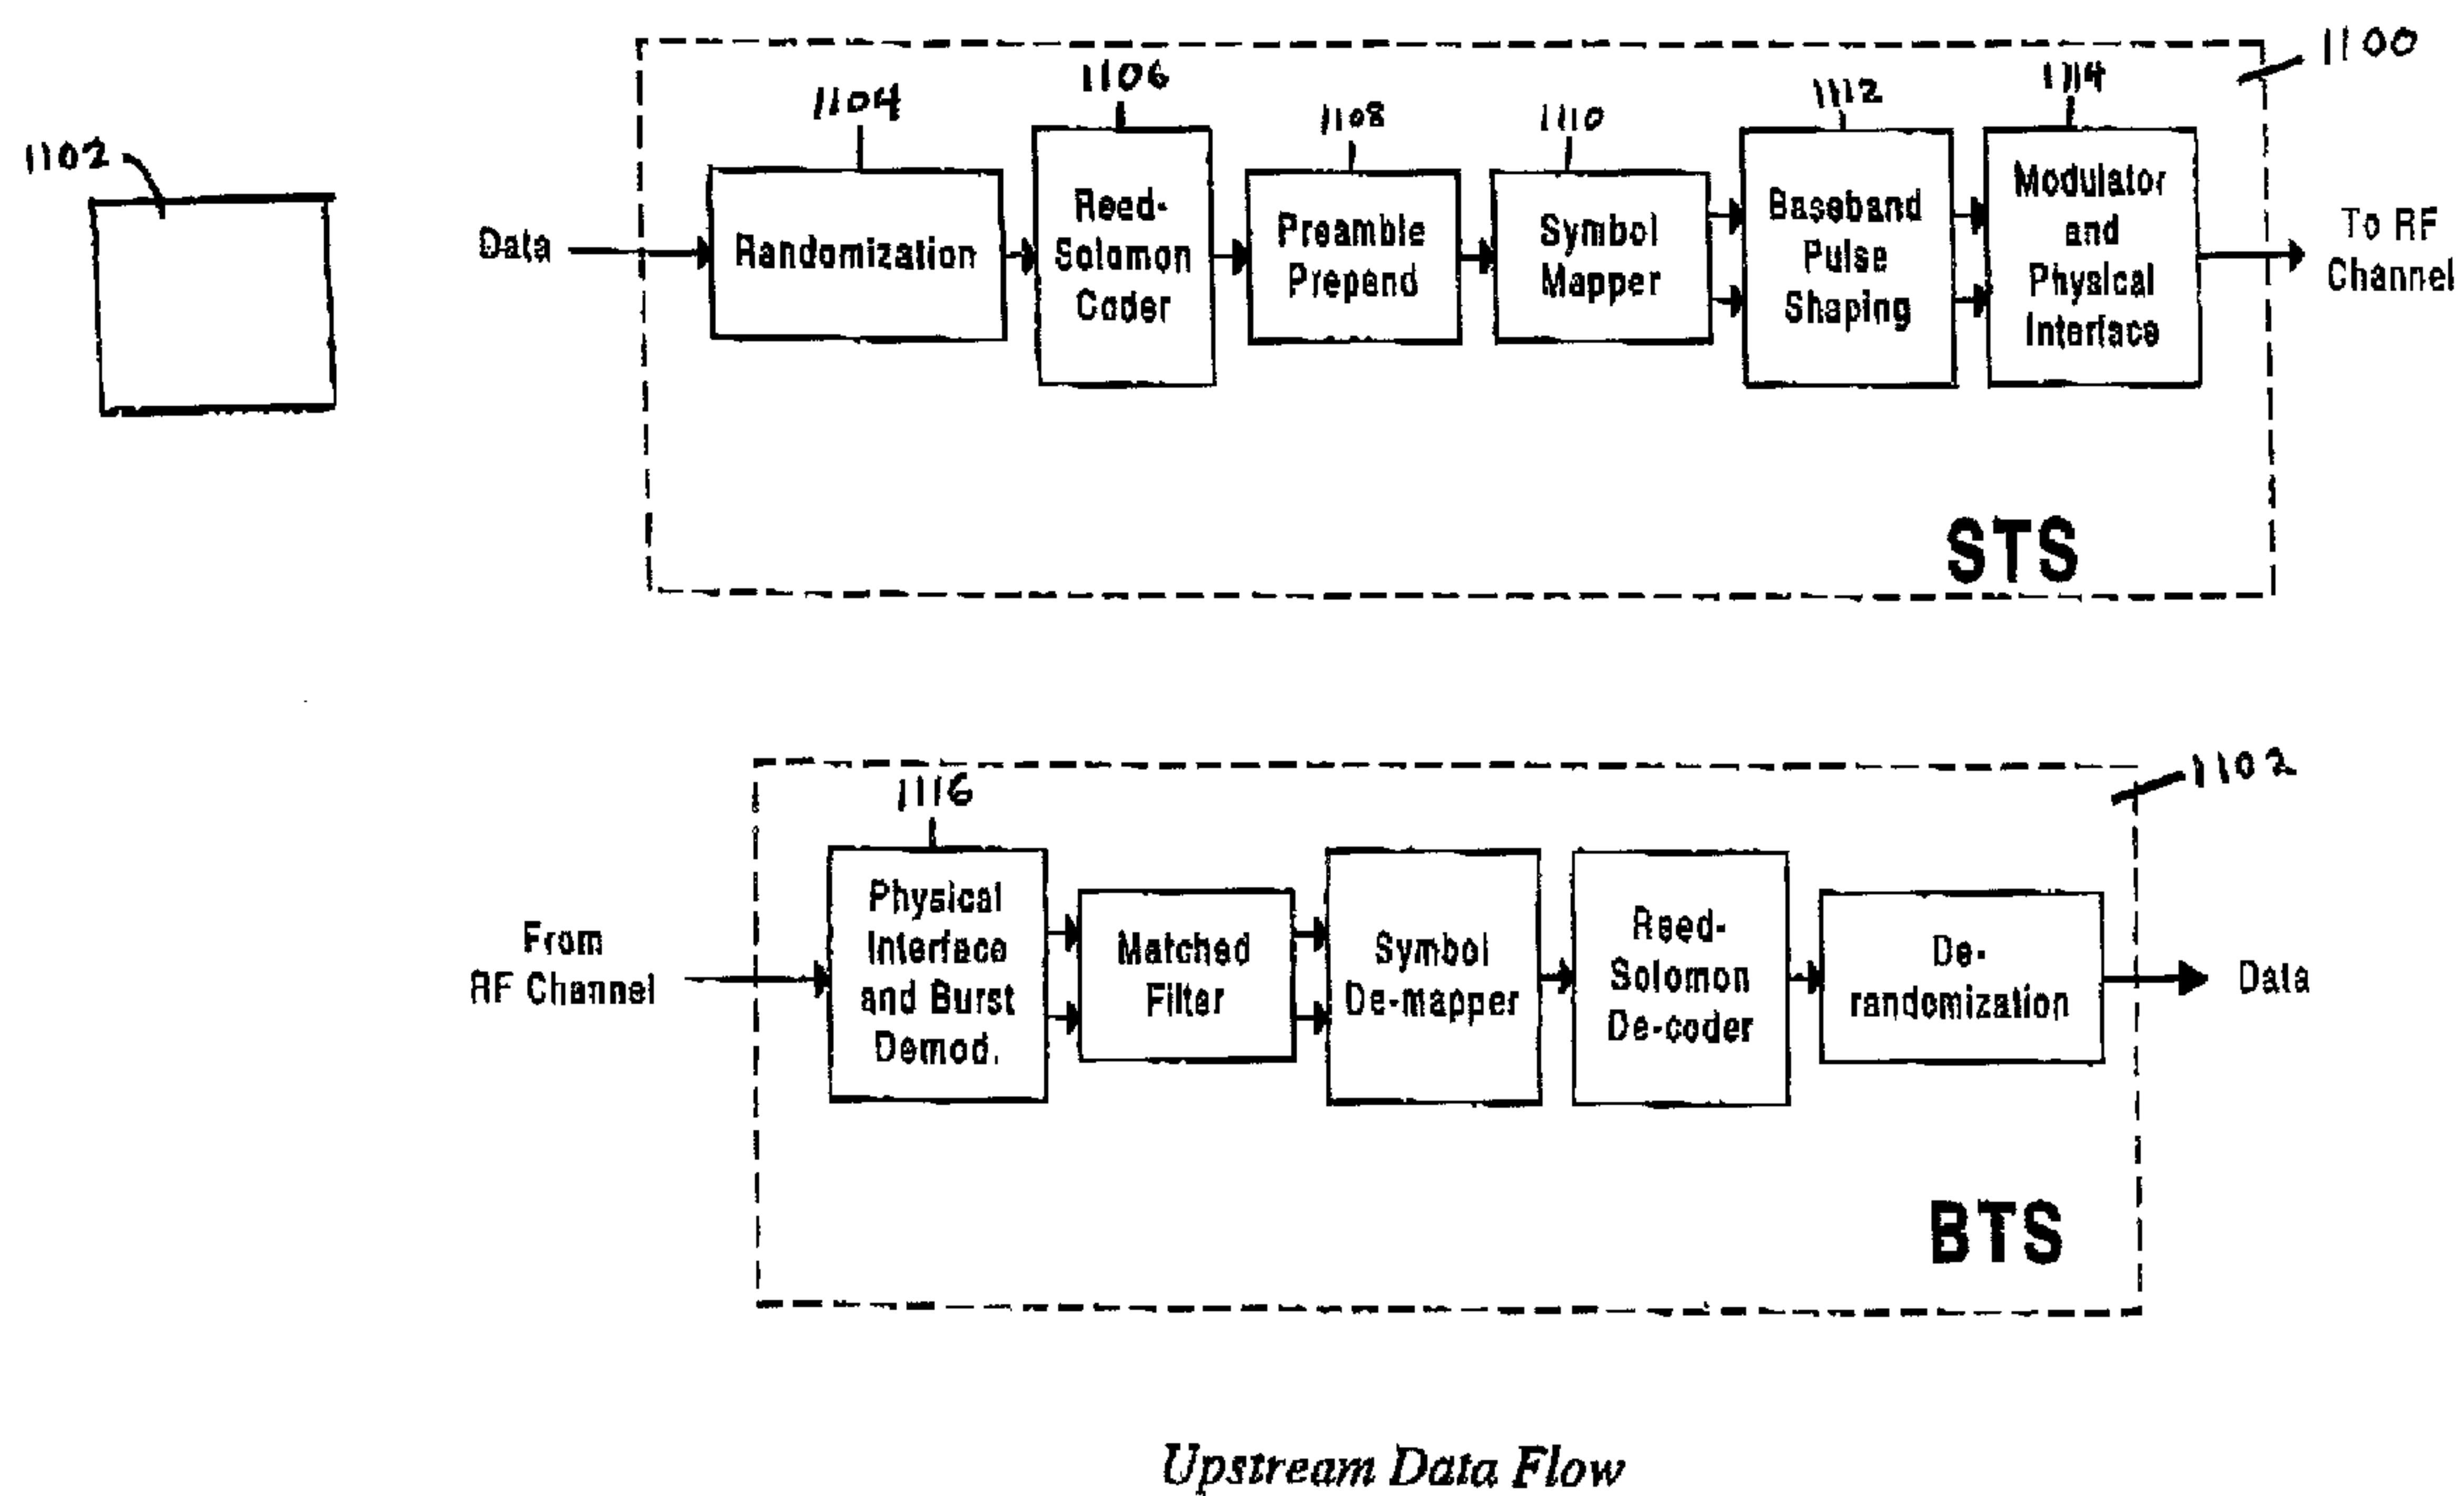 1100
1102
1104
1106
1108
1110
1112
1114
Data
Randomization
Reed-
Solomon
Coder
Preamble
Prepend
Symbol
Mapper
Baseband
Pulse
Shaping
Modulator
and
Physical
Interface
To RF
Channel
STS
1102
1116
From
RF Channel
Physical
Interface
and Burst
Demod.
Matched
Filter
Symbol
De-mapper
Reed-
Solomon
De-coder
De-
randomization
Data
BTS
Upstream Data Flow